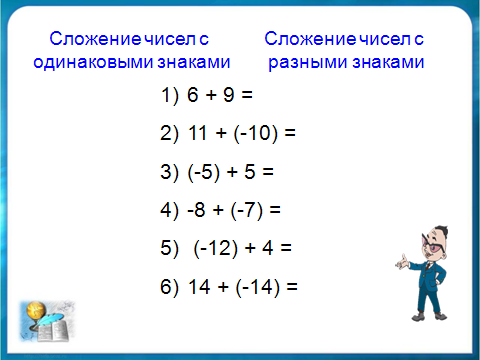 Сложение чисел с
одинаковыми знаками
Сложение чисел с
разными знаками
1) 6 + 9 =
2) 11 + (-10) =
3) (-5) + 5 =
4) -8 + (-7) =
5) (-12) + 4 =
6) 14 + (-14) =